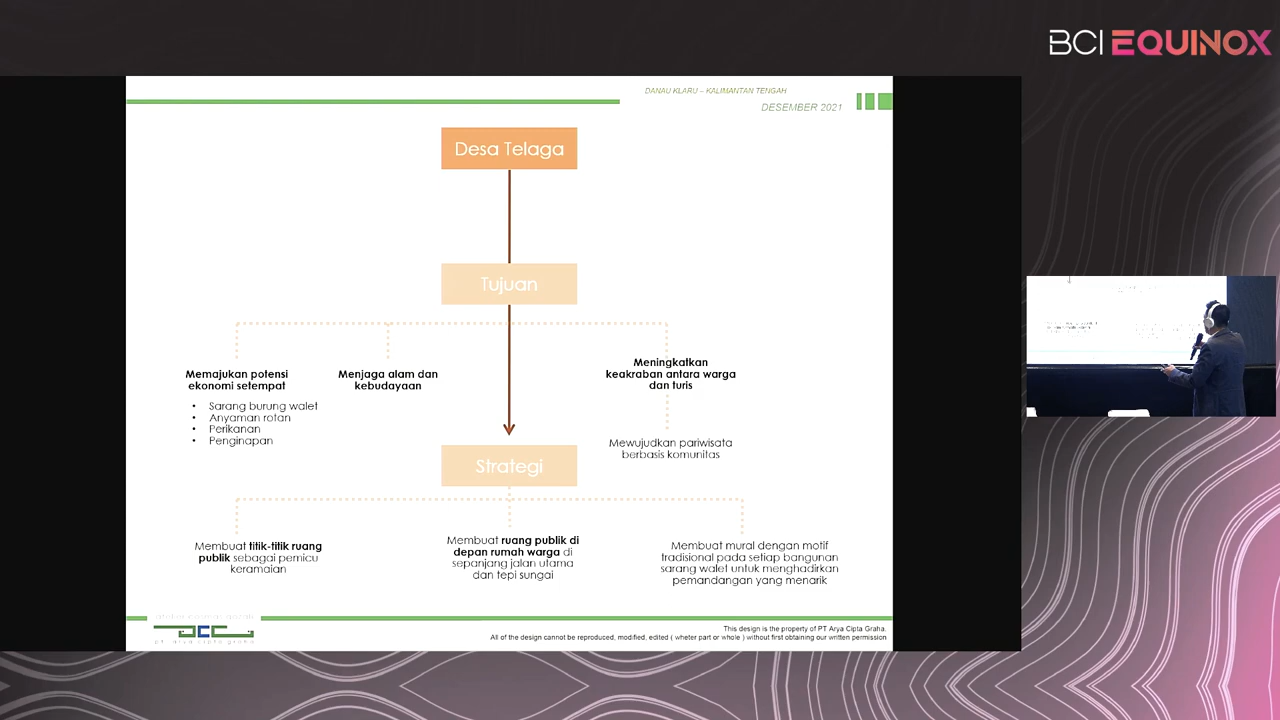 BCI EQUINOX
DANAU KLARU – KALIMANTAN TENGAH
DESEMBER 2021
Desa Telaga
Tujuan
Memajukan potensi
ekonomi setempat
• Sarang burung walet
• Anyaman rotan
• Perikanan
• Penginapan
Menjaga alam dan
kebudayaan
Meningkatkan
keakraban antara warga
dan turis
Mewujudkan pariwisata
berbasis komunitas
Strategi
Membuat titik-titik ruang
publik sebagai pemicu
keramaian
Membuat ruang publik di
depan rumah warga di
sepanjang jalan utama
dan tepi sungai
Membuat mural dengan motif
tradisional pada setiap bangunan
sarang walet untuk menghadirkan
pemandangan yang menarik
pt. arya cipta graha
This design is the property of PT Arya Cipta Graha.
All of the design cannot be reproduced, modified, edited ( wheter part or whole ) without first obtaining our written permission